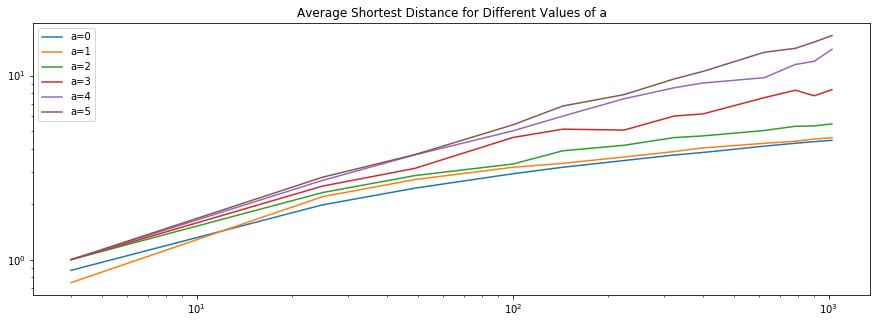 Average Shortest Distance for Different Values of a
a=0
a=1
a=2
a=3
a=4
a=5
10¹
10⁰
10¹ 10² 10³